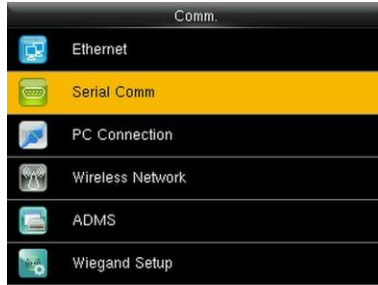 Comm.
Ethernet
Serial Comm
PC Connection
Wireless Network
ADMS
Wiegand Setup